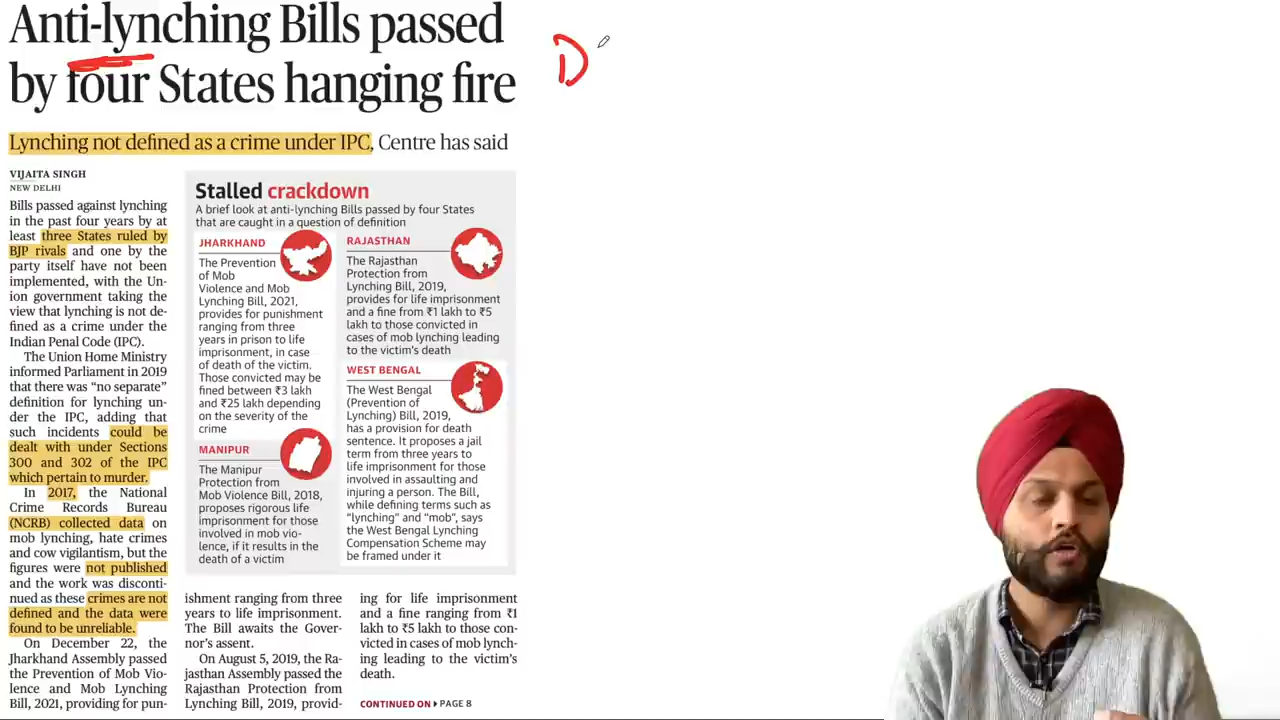 Anti-lynching Bills passed
by four States hanging fire
D
Lynching not defined as a crime under IPC, Centre has said
VIJAITA SINGH
NEW DELHI
Bills passed against lynching
in the past four years by at
least three States ruled by
BJP rivals and one by the
party itself have not been
implemented, with the Un-
ion government taking the
view that lynching is not de-
fined as a crime under the
Indian Penal Code (IPC).
The Union Home Ministry
informed Parliament in 2019
that there was “no separate”
definition for lynching un-
der the IPC, adding that
such incidents could be
dealt with under Sections
300 and 302 of the IPC
which pertain to murder.
In 2017, the National
Crime Records Bureau
(NCRB) collected data on
mob lynching, hate crimes
and cow vigilantism, but the
figures were not published
and the work was disconti-
nued as these crimes are not
defined and the data were
found to be unreliable.
On December 22, the
Jharkhand Assembly passed
the Prevention of Mob Vio-
lence and Mob Lynching
Bill, 2021, providing for pun-
Stalled crackdown
A brief look at anti-lynching Bills passed by four States
that are caught in a question of definition
JHARKHAND
The Prevention
of Mob
Violence and Mob
Lynching Bill, 2021,
provides for punishment
ranging from three
years in prison to life
imprisonment, in case
of death of the victim.
Those convicted may be
fined between ₹3 lakh
and ₹25 lakh depending
on the severity of the
crime
MANIPUR
The Manipur
Protection from
Mob Violence Bill, 2018,
proposes rigorous life
imprisonment for those
involved in mob vio-
lence, if it results in the
death of a victim
RAJASTHAN
The Rajasthan
Protection from
Lynching Bill, 2019,
provides for life imprisonment
and a fine from ₹1 lakh to ₹5
lakh to those convicted in
cases of mob lynching leading
to the victim’s death
WEST BENGAL
The West Bengal
(Prevention of
Lynching) Bill, 2019,
has a provision for death
sentence. It proposes a jail
term from three years to
life imprisonment for those
involved in assaulting and
injuring a person. The Bill,
while defining terms such as
“lynching” and “mob”, says
the West Bengal Lynching
Compensation Scheme may
be framed under it
ishment ranging from three
years to life imprisonment.
The Bill awaits the Gover-
nor’s assent.
On August 5, 2019, the Ra-
jasthan Assembly passed the
Rajasthan Protection from
Lynching Bill, 2019, provid-
ing for life imprisonment
and a fine ranging from ₹1
lakh to ₹5 lakh to those con-
victed in cases of mob lynch-
ing leading to the victim’s
death.
CONTINUED ON PAGE 8